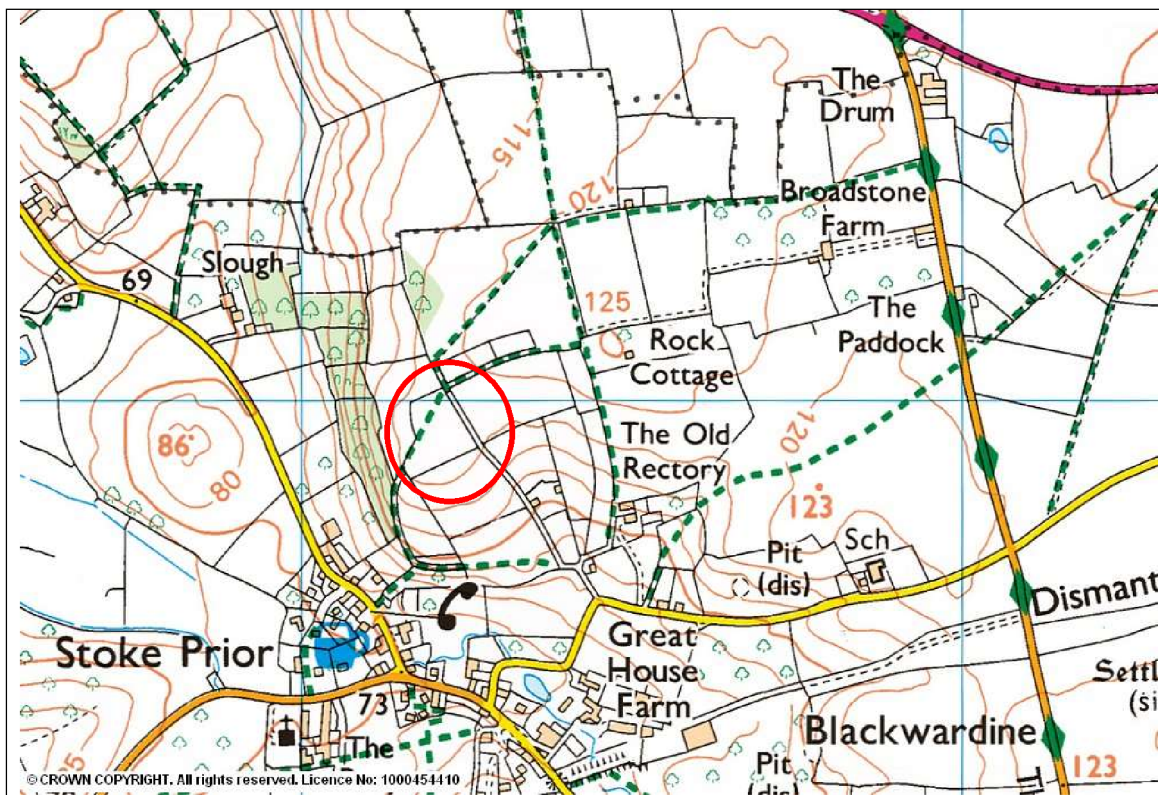 The
Drum
115
120
Broadstone
Farm
Slough
69
125
The
Paddock
Rock
Cottage
The Old
Rectory
120
86
80
123
Pit
(dis)
Sch
Dismant
Stoke Prior
Great
House
Farm
Settl
(si
73
The
Blackwardine
123
Pit
(dis)
© CROWN COPYRIGHT. All rights reserved. Licence No: 1000454410